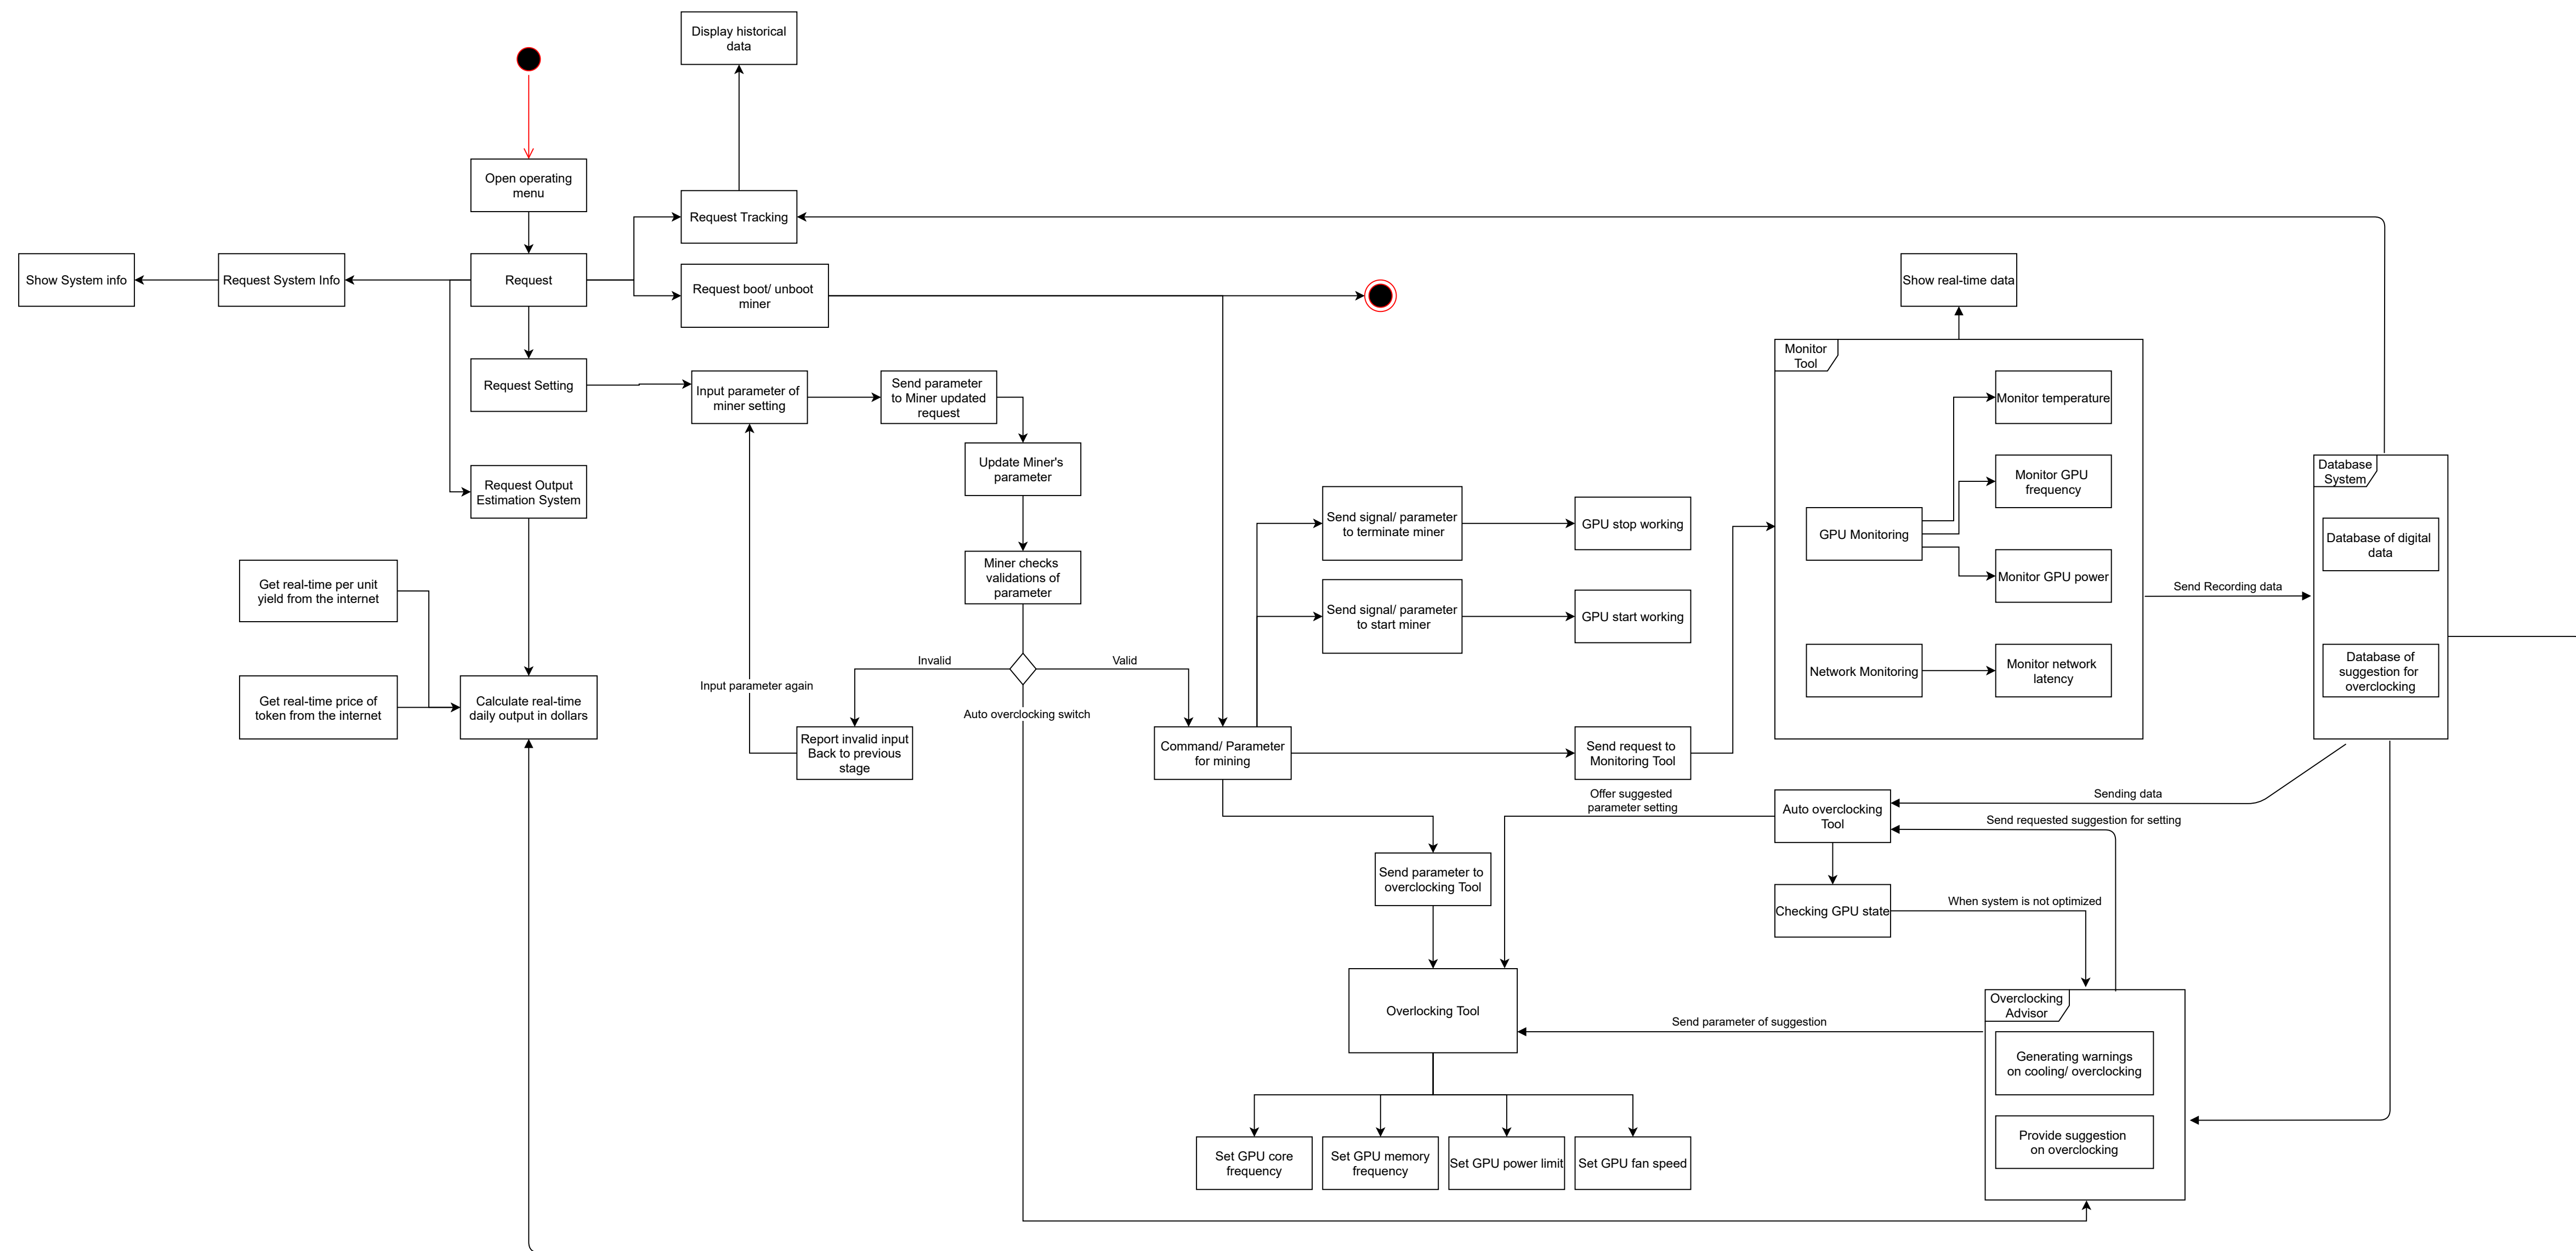 Display historical
data
Open operating
menu
Request Tracking
Show System info
Request System Info
Request
Request boot/ unboot
miner
Show real-time data
Request Setting
Input parameter of
miner setting
Send parameter
to Miner updated
request
Monitor
Tool
Monitor temperature
Update Miner's
parameter
Database
System
Request Output
Estimation System
Monitor GPU
frequency
Send signal/ parameter
to terminate miner
GPU stop working
GPU Monitoring
Database of digital
data
Get real-time per unit
yield from the internet
Miner checks
validations of
parameter
Monitor GPU power
Send Recording data
Send signal/ parameter
to start miner
GPU start working
Invalid
Valid
Network Monitoring
Monitor network
latency
Database of
suggestion for
overclocking
Input parameter again
Get real-time price of
token from the internet
Calculate real-time
daily output in dollars
Auto overclocking switch
Report invalid input
Back to previous
stage
Command/ Parameter
for mining
Send request to
Monitoring Tool
Offer suggested
parameter setting
Auto overclocking
Tool
Sending data
Send requested suggestion for setting
Send parameter to
overclocking Tool
Checking GPU state
When system is not optimized
Overlocking Tool
Overclocking
Advisor
Send parameter of suggestion
Generating warnings
on cooling/ overclocking
Provide suggestion
on overclocking
Set GPU core
frequency
Set GPU memory
frequency
Set GPU power limit
Set GPU fan speed